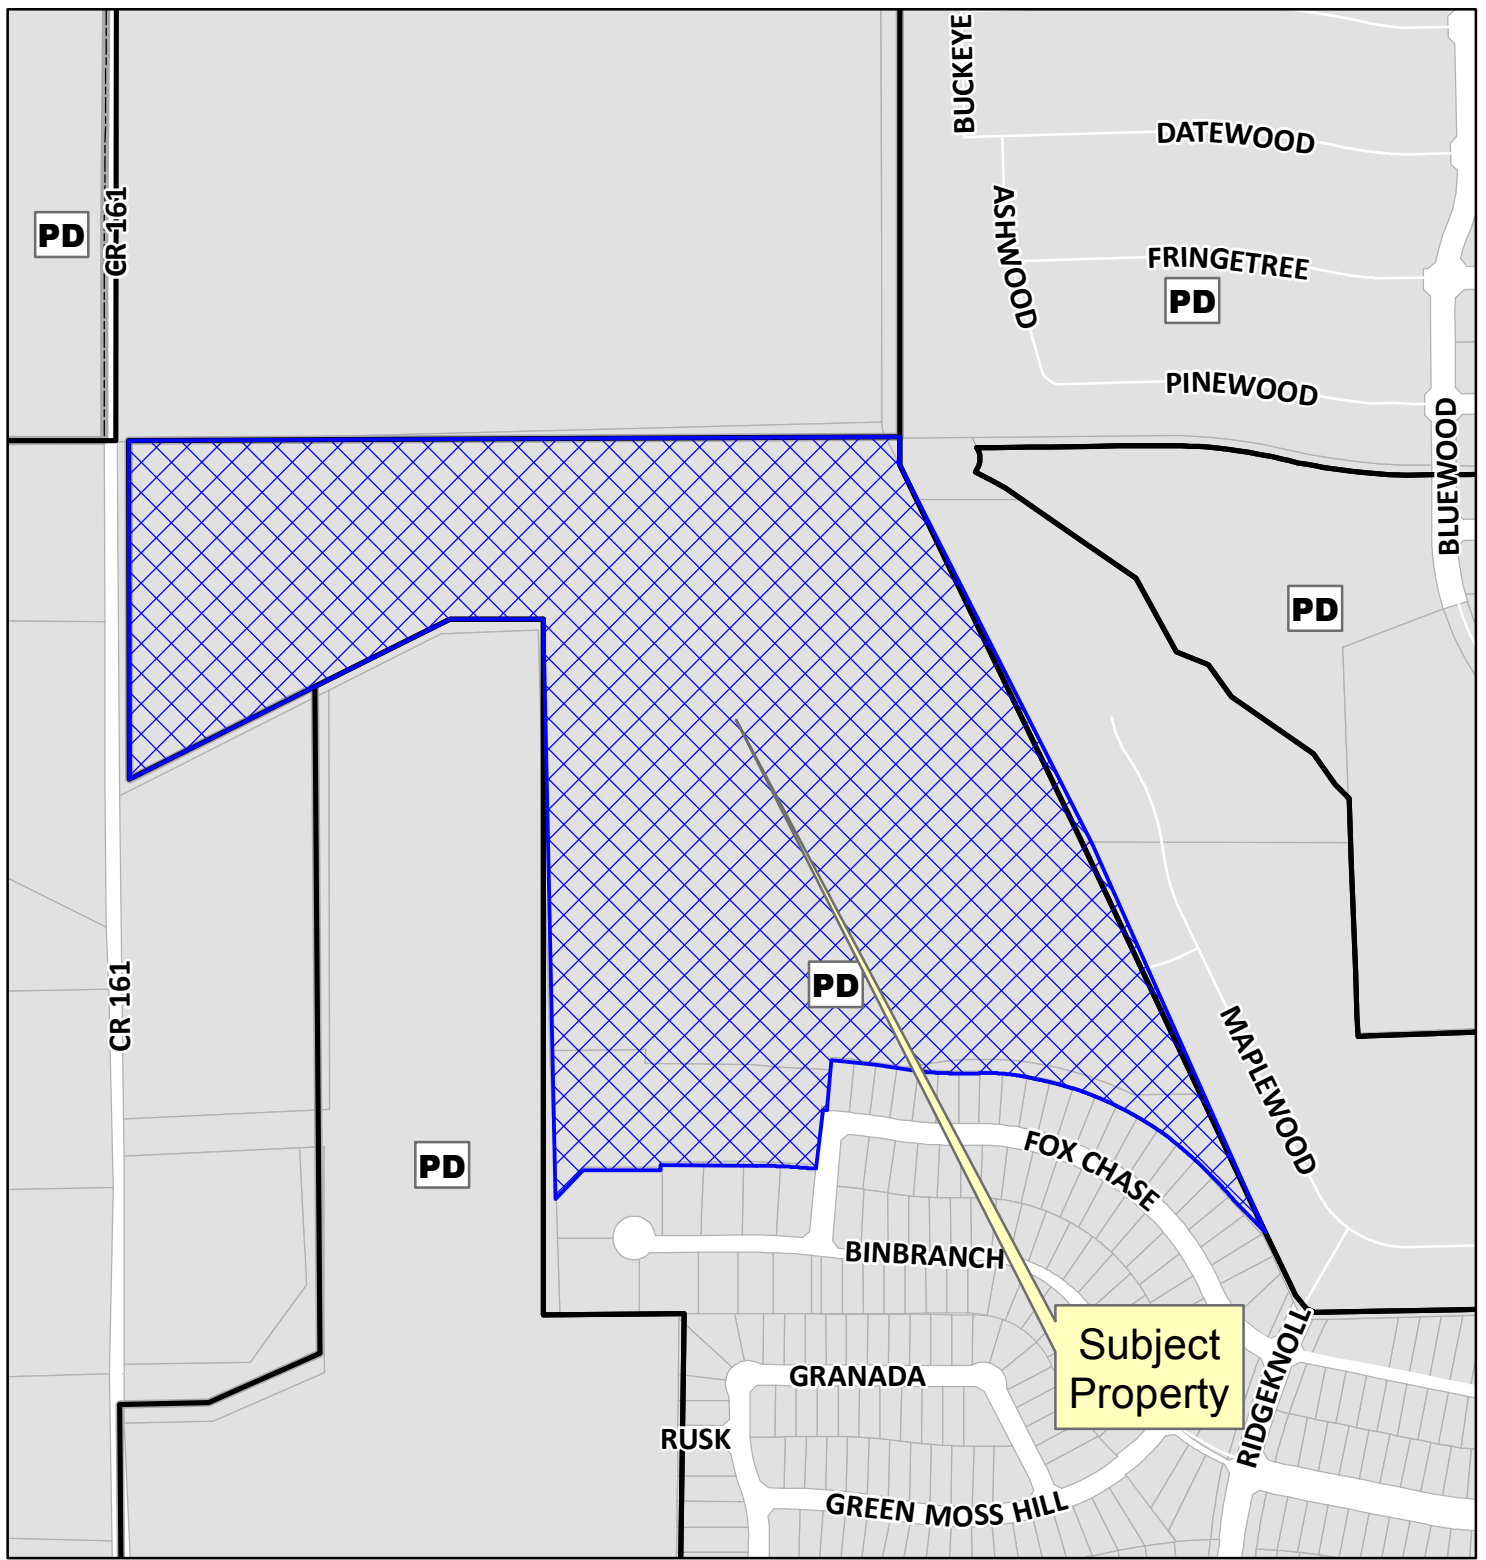 BUCKEYE
DATEWOOD
CR 161
PD
ASHWOOD
FRINGETREE
PD
PINEWOOD
BLUEWOOD
PD
PD
CR 161
MAPLEWOOD
PD
FOX CHASE
BINBRANCH
Subject
Property
RIDGEKNOLL
GRANADA
RUSK
GREEN MOSS HILL